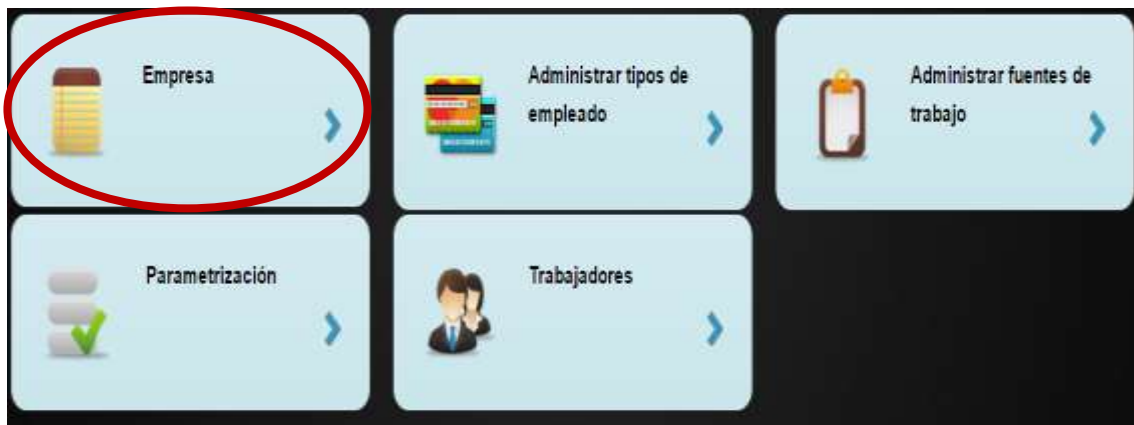 Empresa
Administrar tipos de
empleado
Administrar fuentes de
trabajo
Parametrización
Trabajadores